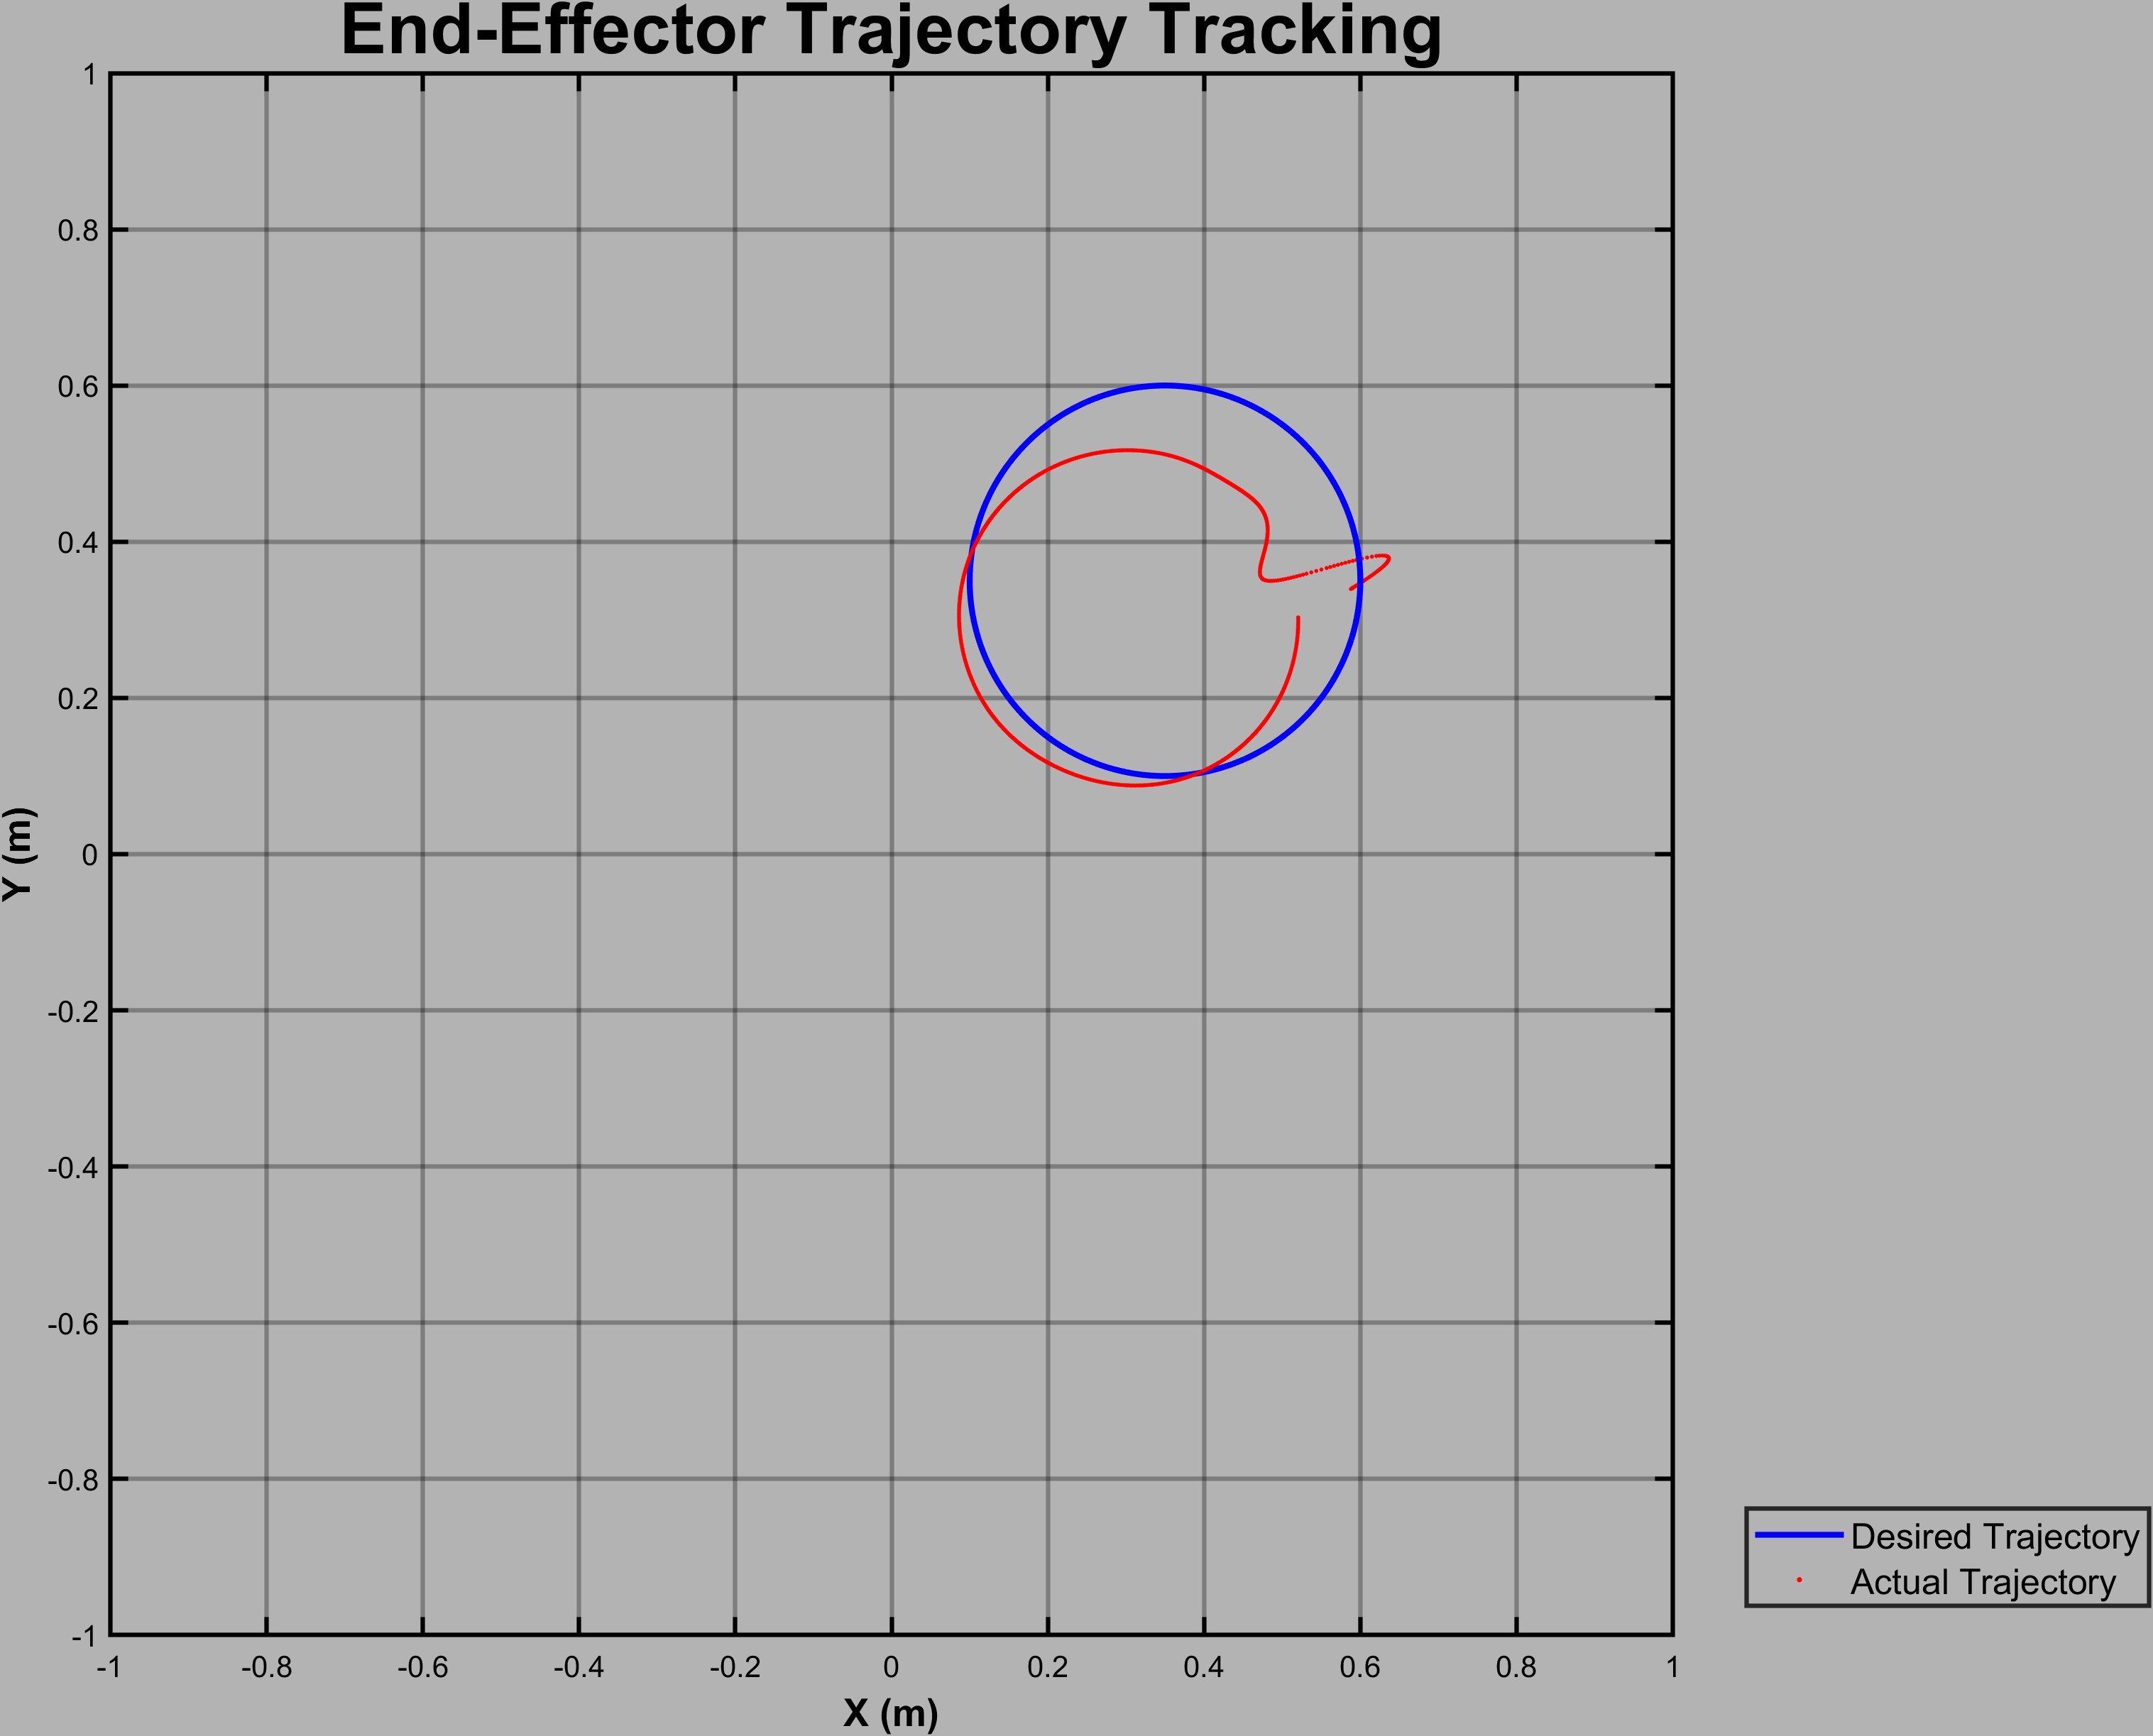 End-Effector Trajectory Tracking
1
0.8
0.6
0.4
0.2
0
-0.2
-0.4
-0.6
-0.8
-1
Y (m)
-1 -0.8 -0.6 -0.4 -0.2 0 0.2 0.4 0.6 0.8 1
X (m)
Desired Trajectory
Actual Trajectory